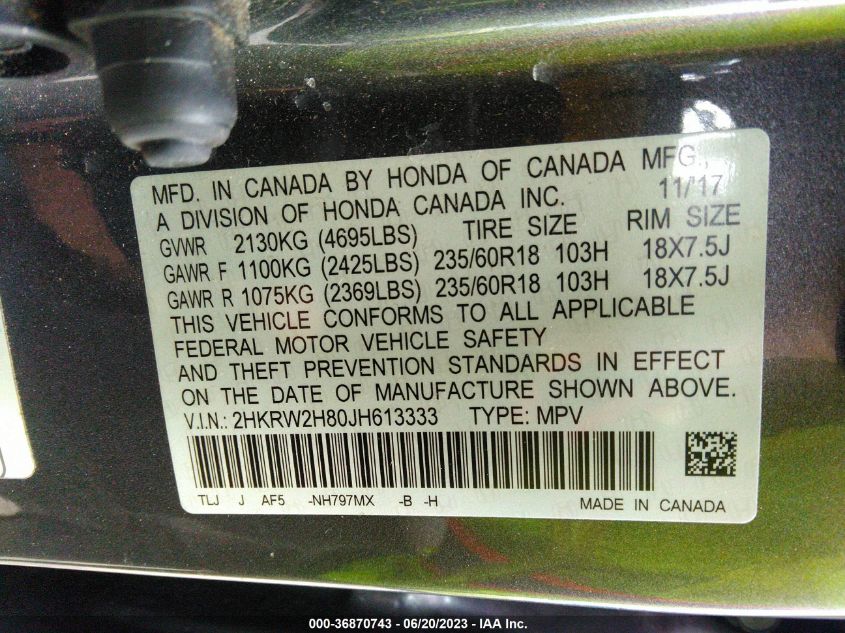 MFD. IN CANADA BY HONDA OF CANADA MFG.,
A DIVISION OF HONDA CANADA INC. 11/17
GVWR 2130KG (4695LBS) TIRE SIZE RIM SIZE
GAWR F 1100KG (2425LBS) 235/60R18 103H 18X7.5J
GAWR R 1075KG (2369LBS) 235/60R18 103H 18X7.5J
THIS VEHICLE CONFORMS TO ALL APPLICABLE
FEDERAL MOTOR VEHICLE SAFETY
AND THEFT PREVENTION STANDARDS IN EFFECT
ON THE DATE OF MANUFACTURE SHOWN ABOVE.
V.I.N.: 2HKRW2H80JH613333 TYPE: MPV
TLJ J AF5 -NH797MX -B -H MADE IN CANADA
000-36870743 - 06/20/2023 - IAA Inc.